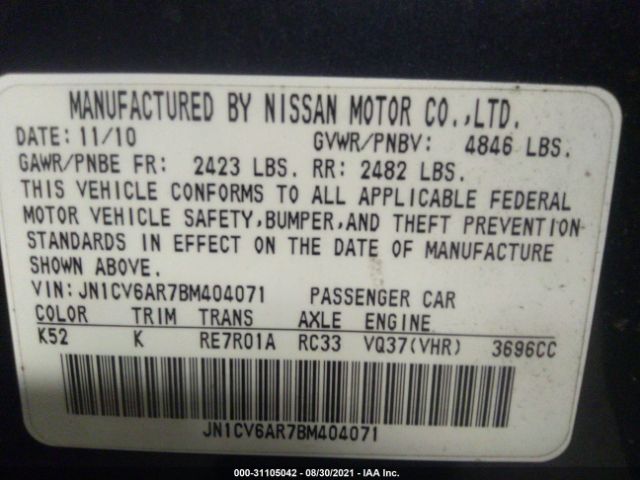 MANUFACTURED BY NISSAN MOTOR CO.,LTD.
DATE: 11/10 GVWR/PNBV: 4846 LBS.
GAWR/PNBE FR: 2423 LBS. RR: 2482 LBS.
THIS VEHICLE CONFORMS TO ALL APPLICABLE FEDERAL
MOTOR VEHICLE SAFETY,BUMPER,AND THEFT PREVENTION
STANDARDS IN EFFECT ON THE DATE OF MANUFACTURE
SHOWN ABOVE.
VIN:JN1CV6AR7BM404071 PASSENGER CAR
COLOR TRIM TRANS AXLE ENGINE
K52 K RE7R01A RC33 VQ37(VHR) 3696CC
JN1CV6AR7BM404071
000-31105042 - 08/30/2021 - IAA Inc.